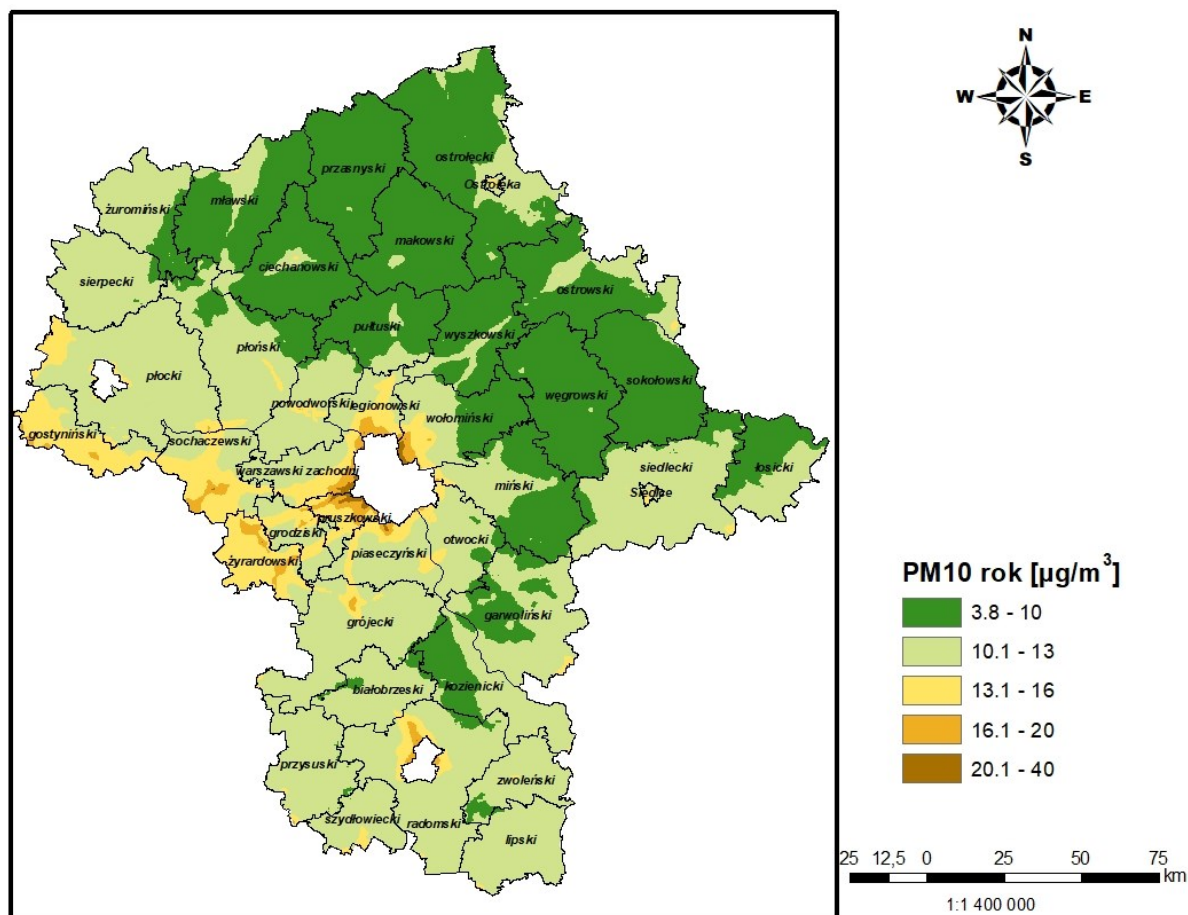 N
W E
S
ostrołęcki
przasnyski
Ostrołęka
mławski
żuromiński
makowski
ciechanowski
sierpecki
ostrowski
pułtuski
wyszkowski
płoński
płocki
sokołowski
węgrowski
nowodworski
legionowski
wołomiński
gostyniński
sochaczewski
warszawski zachodni
siedlecki
łosicki
miński
Siedlce
pruszkowski
grodziski
otwocki
piaseczyński
żyrardowski
garwoliński
grójecki
kozienicki
białobrzeski
przysuski
zwoleński
szydłowiecki
radomski
lipski
PM10 rok [µg/m³]
3.8 - 10
10.1 - 13
13.1 - 16
16.1 - 20
20.1 - 40
25 12,5 0 25 50 75
km
1:1 400 000